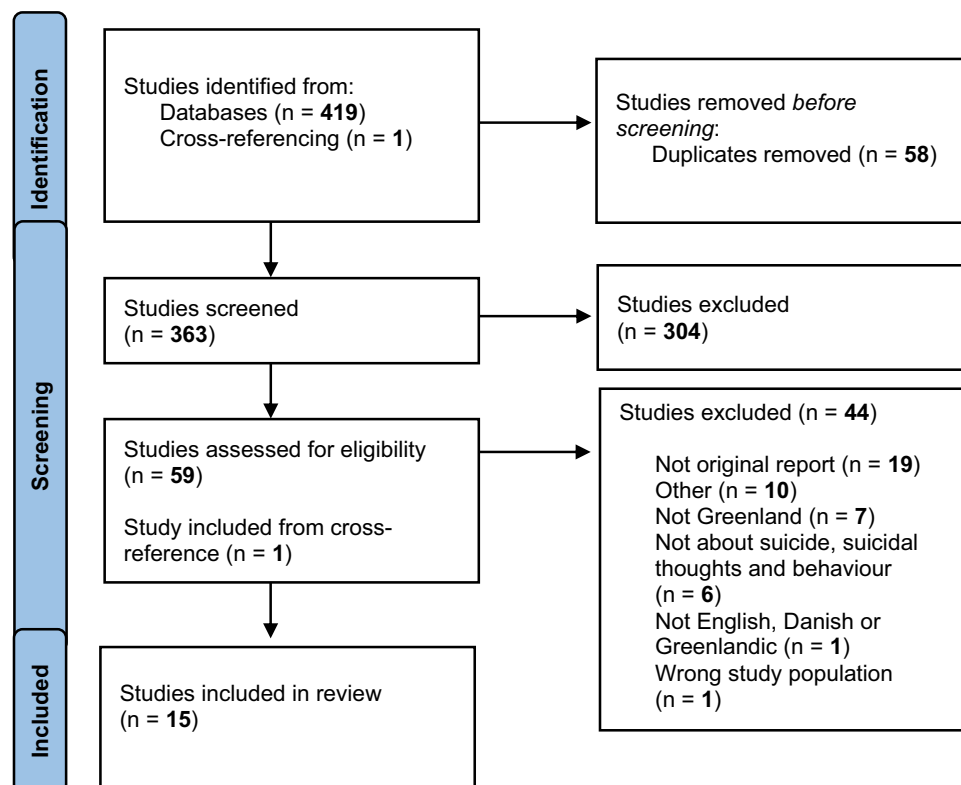 Identification
Studies identified from:
Databases (n = 419)
Cross-referencing (n = 1)
Studies removed before
screening:
Duplicates removed (n = 58)
Screening
Studies screened
(n = 363)
Studies excluded
(n = 304)
Studies assessed for eligibility
(n = 59)
Study included from cross-
reference (n = 1)
Studies excluded (n = 44)
Not original report (n = 19)
Other (n = 10)
Not Greenland (n = 7)
Not about suicide, suicidal
thoughts and behaviour
(n = 6)
Not English, Danish or
Greenlandic (n = 1)
Wrong study population
(n = 1)
Included
Studies included in review
(n = 15)